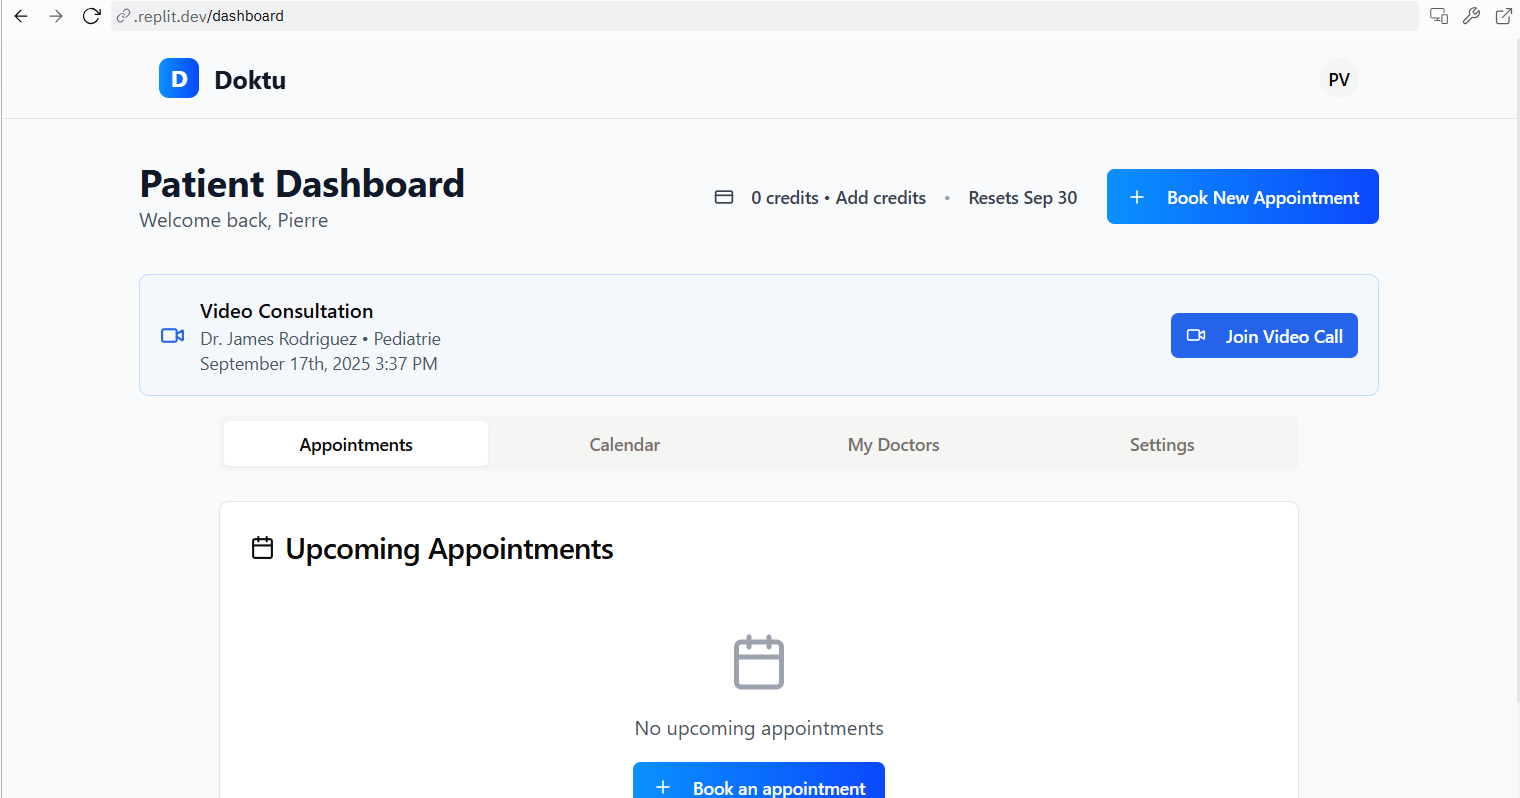 .replit.dev/dashboard
D Doktu
PV
Patient Dashboard
Welcome back, Pierre
0 credits • Add credits • Resets Sep 30
+ Book New Appointment
Video Consultation
Dr. James Rodriguez • Pediatrie
September 17th, 2025 3:37 PM
Join Video Call
Appointments
Calendar
My Doctors
Settings
Upcoming Appointments
No upcoming appointments
+ Book an appointment